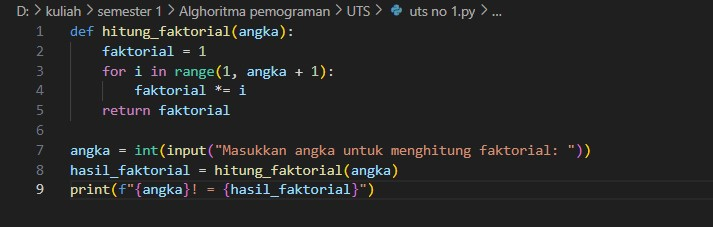 D: > kuliah > semester 1 > Alghoritma pemograman > UTS > uts no 1.py > ...
1 def hitung_faktorial(angka):
2     faktorial = 1
3     for i in range(1, angka + 1):
4         faktorial *= i
5     return faktorial
6
7 angka = int(input("Masukkan angka untuk menghitung faktorial: "))
8 hasil_faktorial = hitung_faktorial(angka)
9 print(f"{angka}! = {hasil_faktorial}")